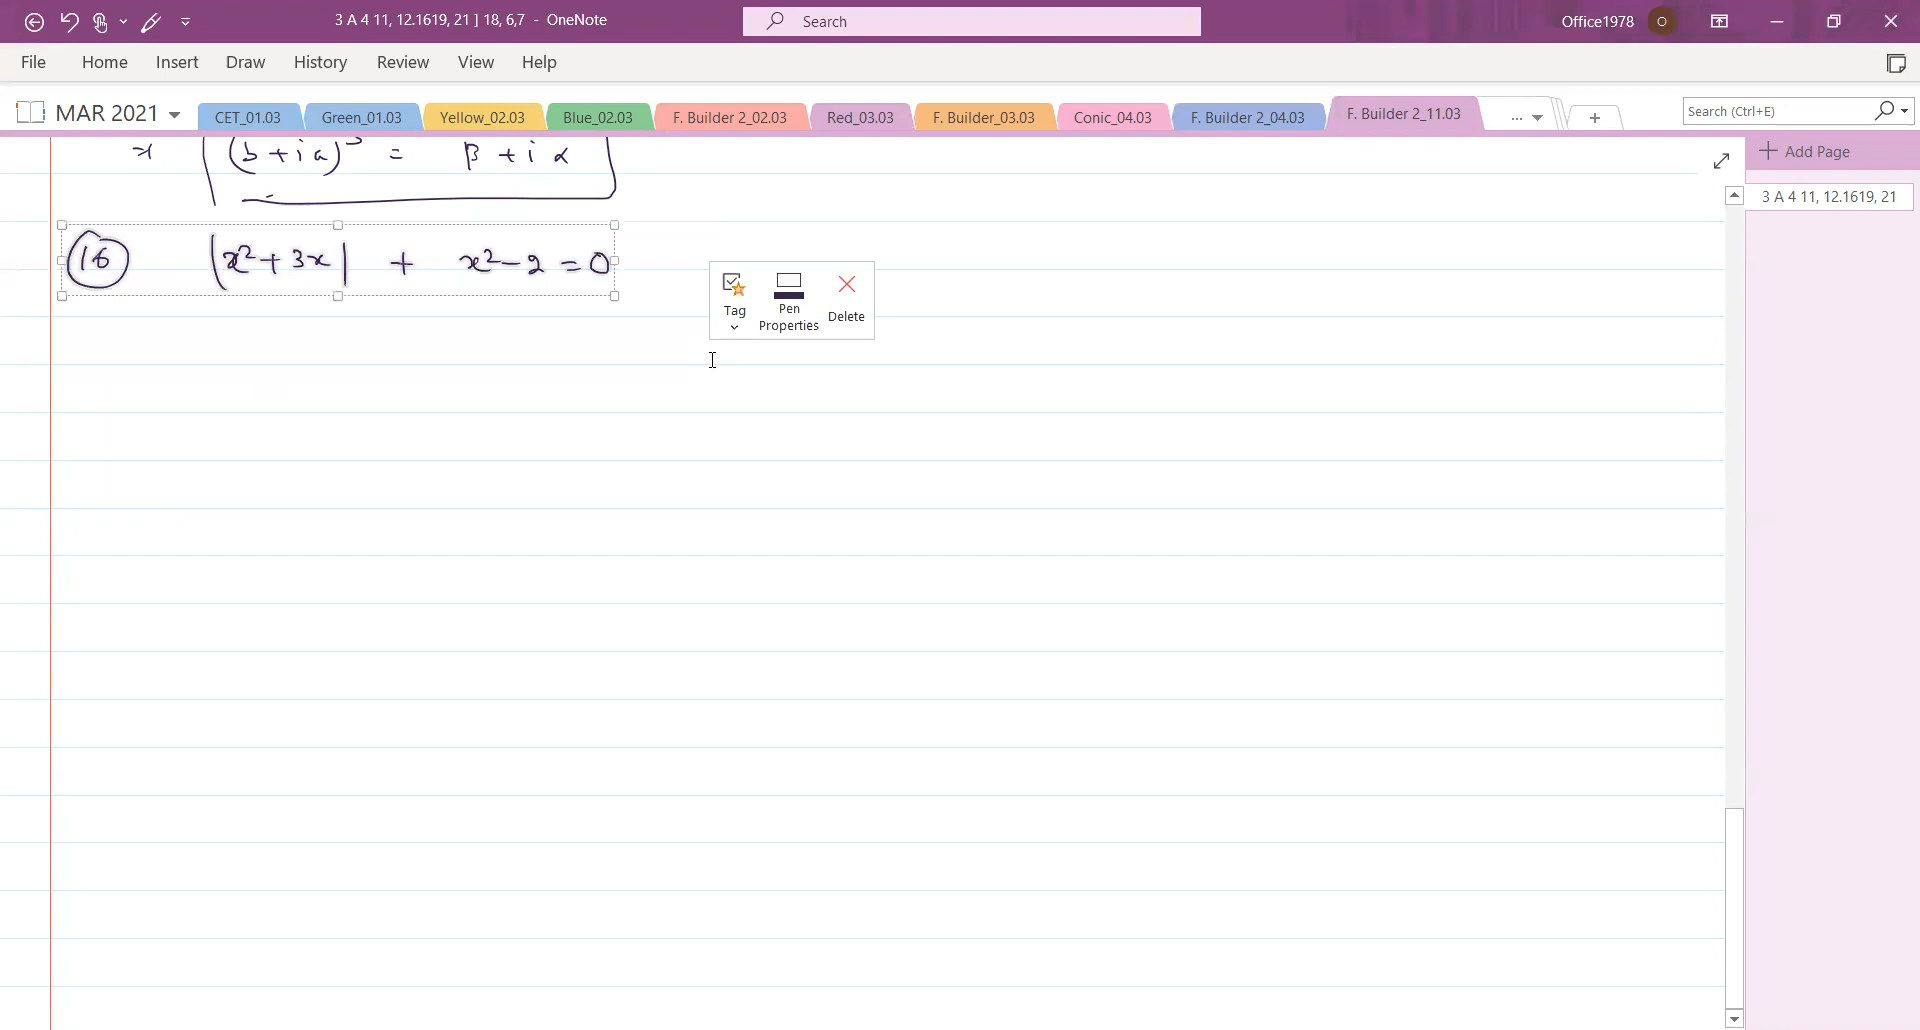 3 A 4 11, 12.1619, 21 ] 18, 6,7 - OneNote
Search
Office1978
O
File Home Insert Draw History Review View Help
MAR 2021
CET_01.03
Green_01.03
Yellow_02.03
Blue_02.03
F. Builder 2_02.03
Red_03.03
F. Builder_03.03
Conic_04.03
F. Builder 2_04.03
F. Builder 2_11.03
...
Search (Ctrl+E)
Add Page
3 A 4 11, 12.1619, 21
= β + i α
16 |x² + 3x| + x² - 2 = 0
Tag
Pen
Properties
Delete